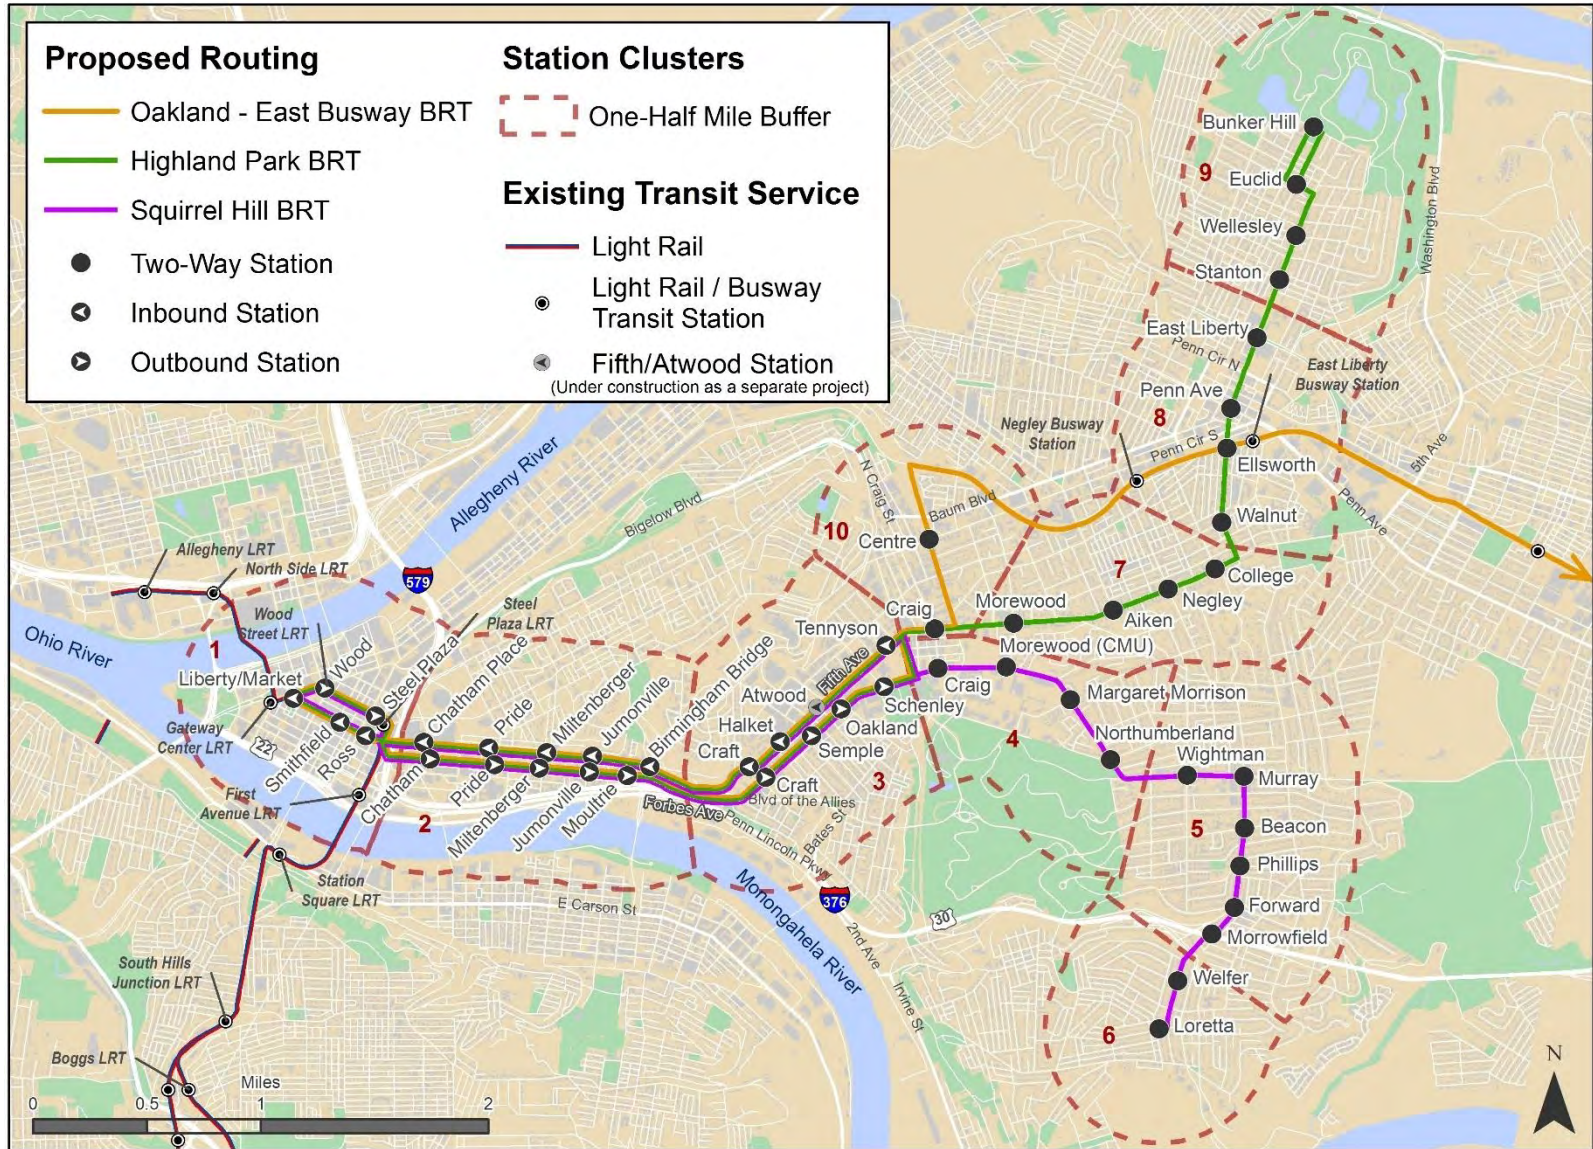 Proposed Routing
Oakland - East Busway BRT
Highland Park BRT
Squirrel Hill BRT
Two-Way Station
Inbound Station
Outbound Station
Station Clusters
One-Half Mile Buffer
Existing Transit Service
Light Rail
Light Rail / Busway
Transit Station
Fifth/Atwood Station
(Under construction as a separate project)
Bunker Hill
9
Euclid
Wellesley
Stanton
Washington Blvd
East Liberty
Penn Cir N
East Liberty
Busway Station
Penn Ave
8
Negley Busway
Station
Penn Cir S
Ellsworth
5th Ave
Penn Ave
Walnut
Allegheny River
Bigelow Blvd
N Craig St
Baum Blvd
10
Centre
7
College
Negley
Aiken
Morewood
Craig
Tennyson
Morewood (CMU)
Allegheny LRT
North Side LRT
579
Steel
Plaza LRT
Wood
Street LRT
Ohio River
1
Liberty/Market
Wood
Steel Plaza
Chatham Place
Pride
Miltenberger
Jumonville
Birmingham Bridge
Atwood
Fifth Ave
Halket
Craft
Craig
Schenley
Oakland
Semple
Craft
Margaret Morrison
Northumberland
4
Wightman
Murray
Gateway
Center LRT
22
Smithfield
Ross
First
Avenue LRT
Chatham
Pride
Miltenberger
Jumonville
Moultrie
2
Forbes Ave
Blvd of the Allies
3
Bates St
Penn Lincoln Pkwy
5
Beacon
Phillips
Forward
Morrowfield
Welfer
6
Loretta
Station
Square LRT
E Carson St
Monongahela River
376
2nd Ave
30
Irvine St
South Hills
Junction LRT
Boggs LRT
Miles
0
0.5
1
2
N